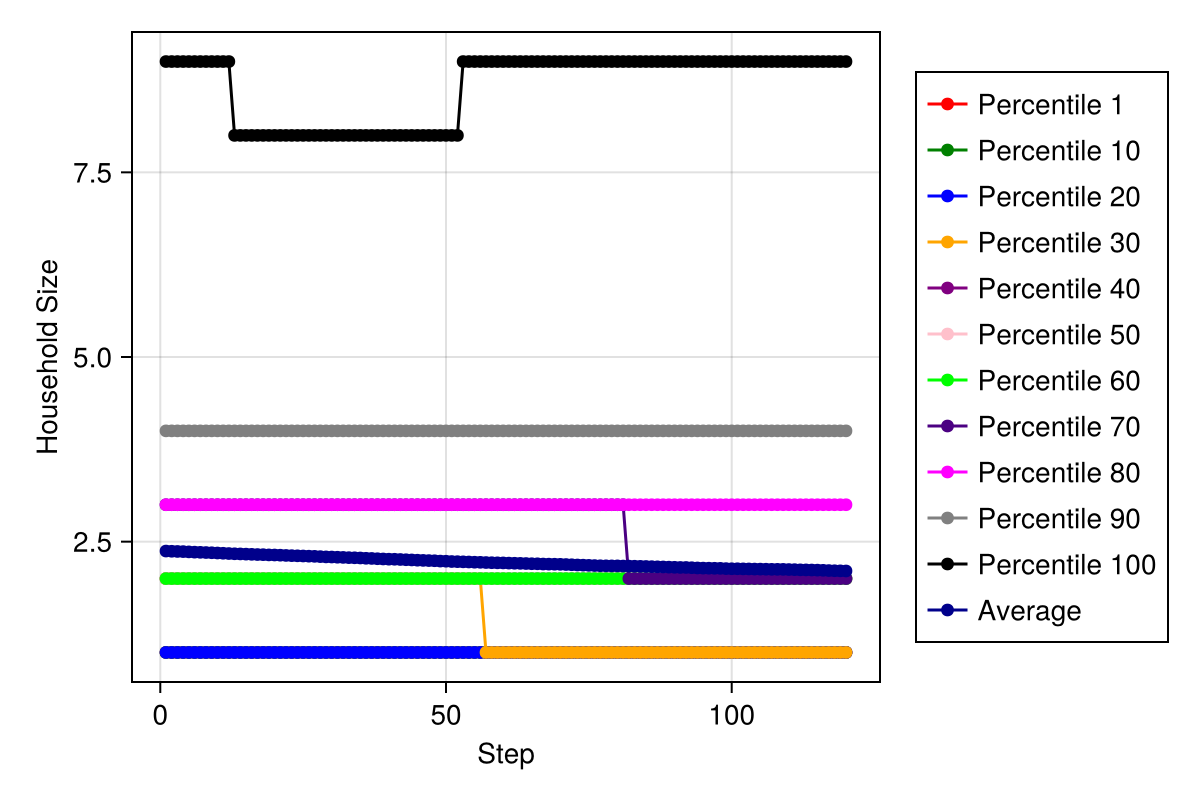 7.5
5.0
2.5
Household Size
0
50
100
Step
Percentile 1
Percentile 10
Percentile 20
Percentile 30
Percentile 40
Percentile 50
Percentile 60
Percentile 70
Percentile 80
Percentile 90
Percentile 100
Average